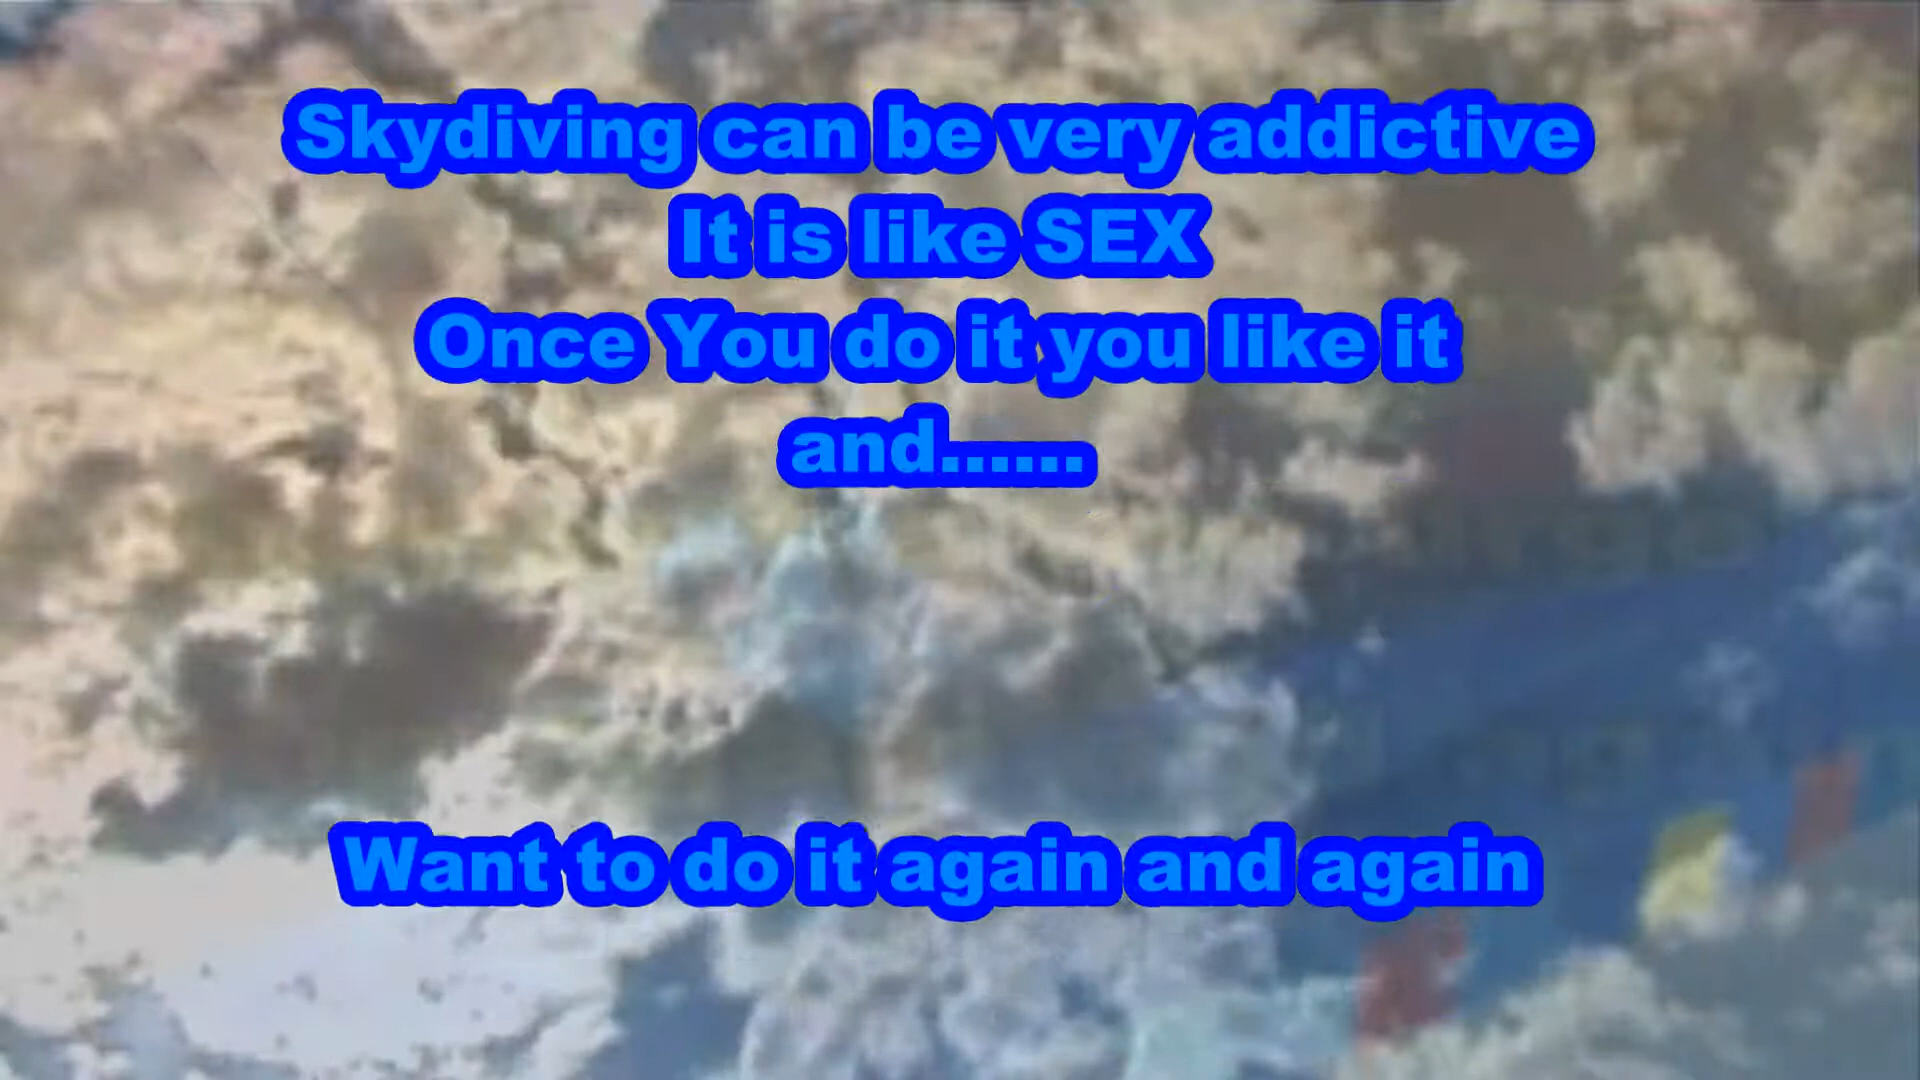 Skydiving can be very addictive
It is like SEX
Once You do it you like it
and......
Want to do it again and again